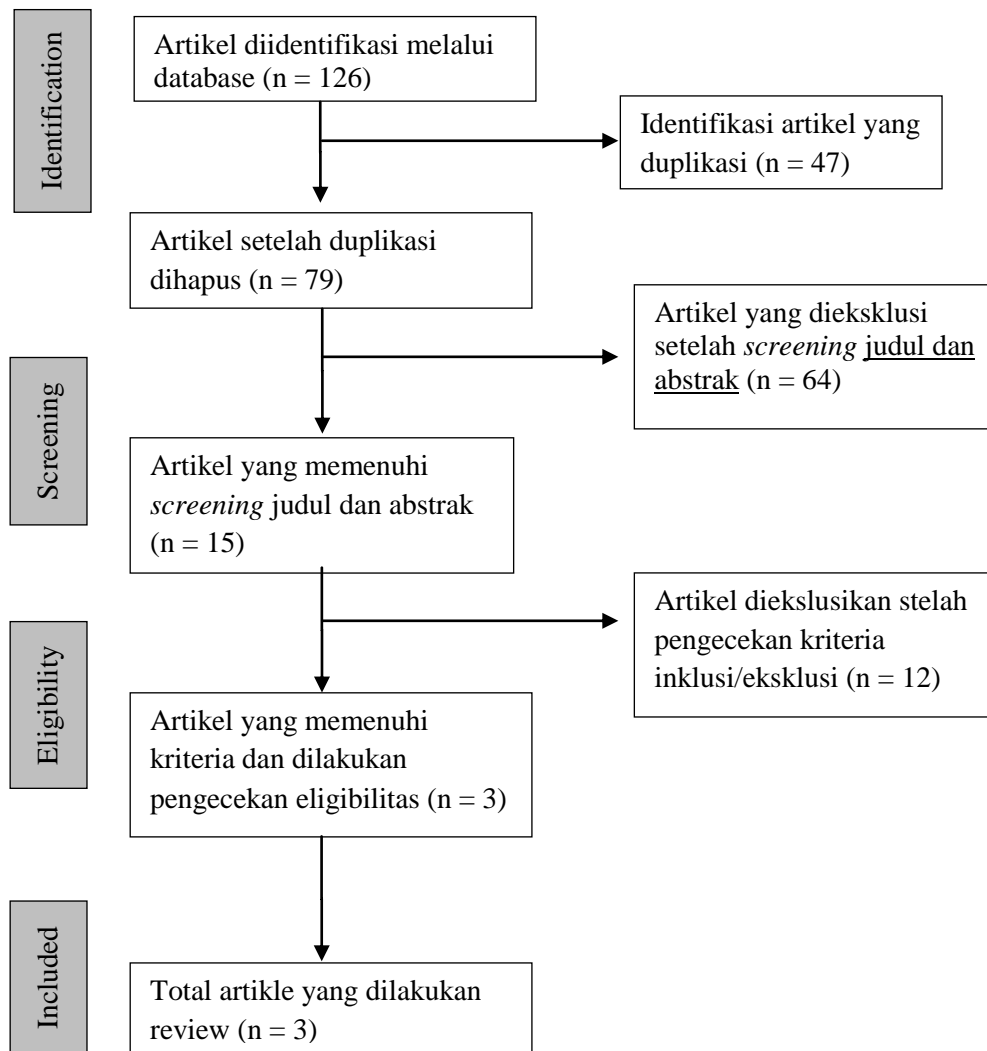 Identification
Artikel diidentifikasi melalui
database (n = 126)
Identifikasi artikel yang
duplikasi (n = 47)
Artikel setelah duplikasi
dihapus (n = 79)
Screening
Artikel yang dieksklusi
setelah screening judul dan
abstrak (n = 64)
Artikel yang memenuhi
screening judul dan abstrak
(n = 15)
Eligibility
Artikel diekslusikan stelah
pengecekan kriteria
inklusi/eksklusi (n = 12)
Artikel yang memenuhi
kriteria dan dilakukan
pengecekan eligibilitas (n = 3)
Included
Total artikle yang dilakukan
review (n = 3)